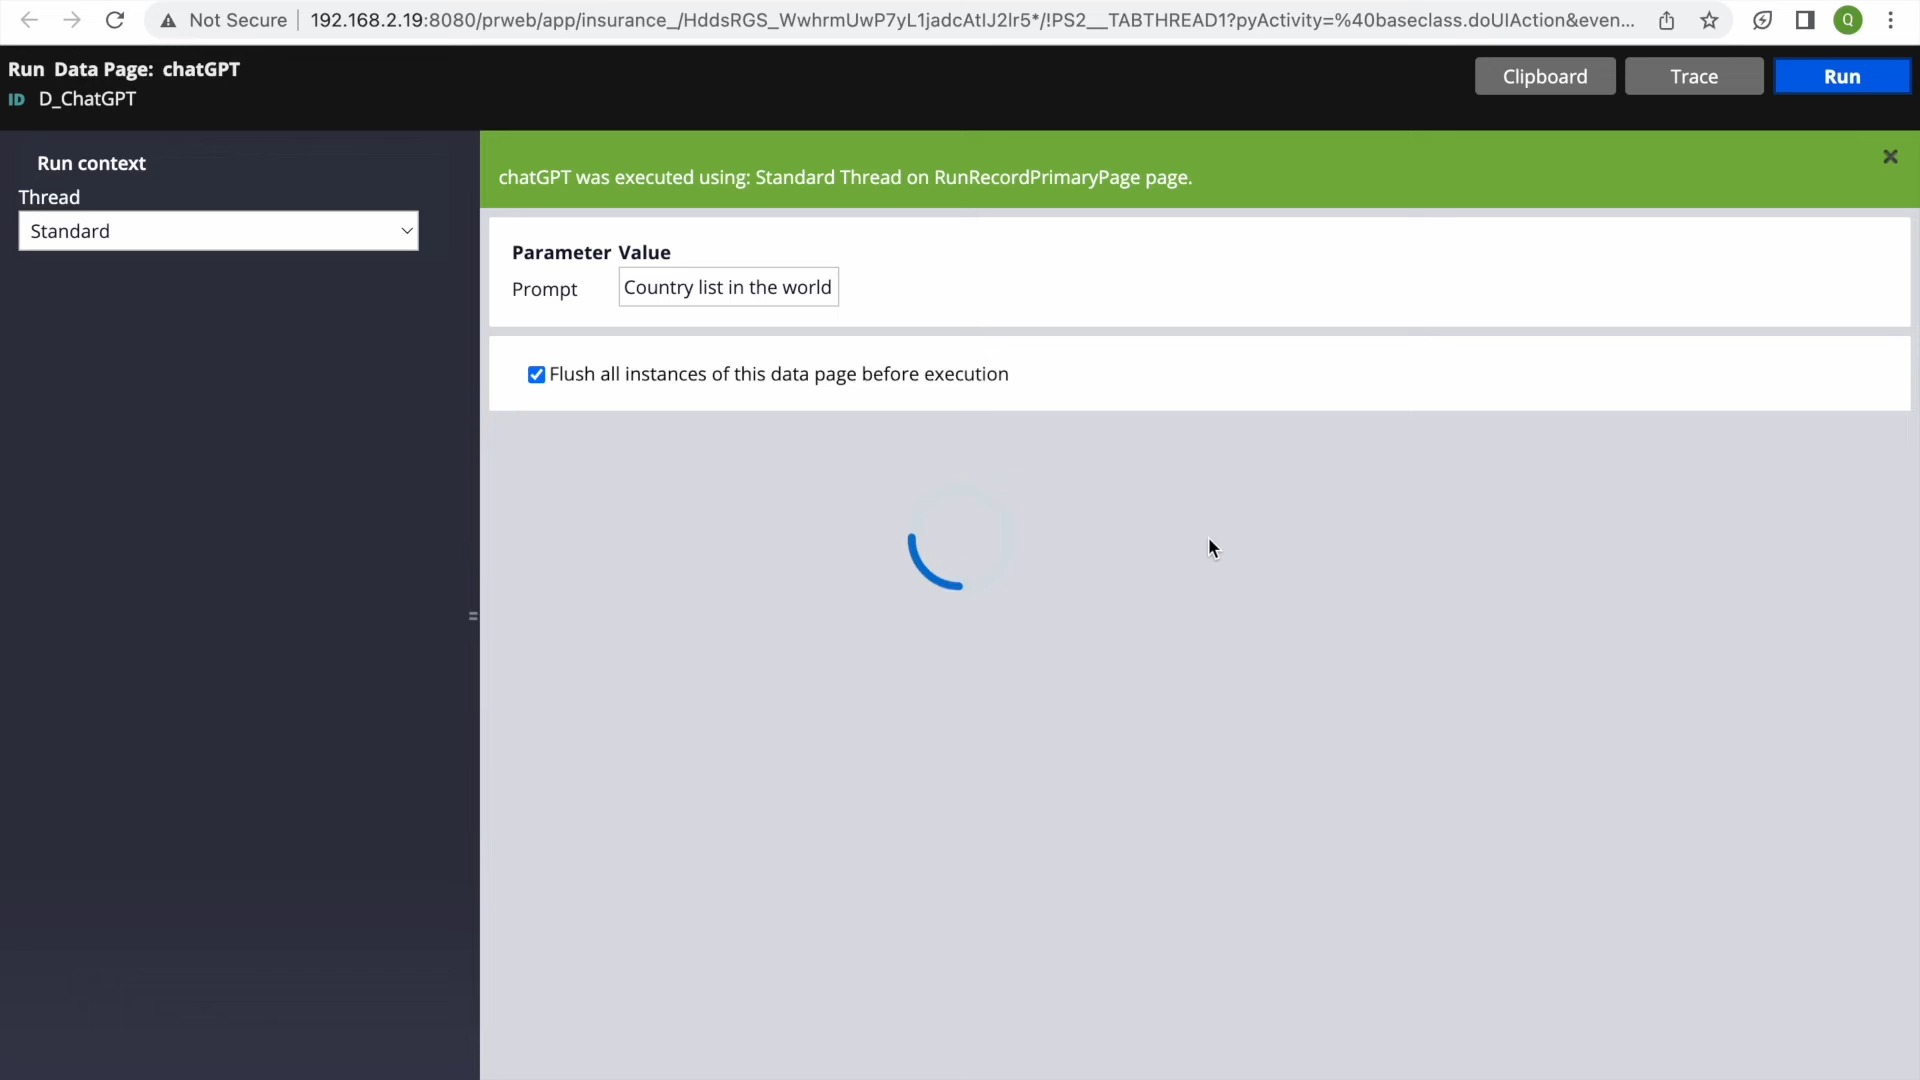 Not Secure 192.168.2.19:8080/prweb/app/insurance_/HddsRGS_WwhrmUwP7yL1jadcAtIJ2Ir5*/!PS2__TABTHREAD1?pyActivity=%40baseclass.doUIAction&even...
Q
Run Data Page: chatGPT
ID D_ChatGPT
Clipboard
Trace
Run
Run context
Thread
Standard
chatGPT was executed using: Standard Thread on RunRecordPrimaryPage page.
Parameter Value
Prompt Country list in the world
Flush all instances of this data page before execution